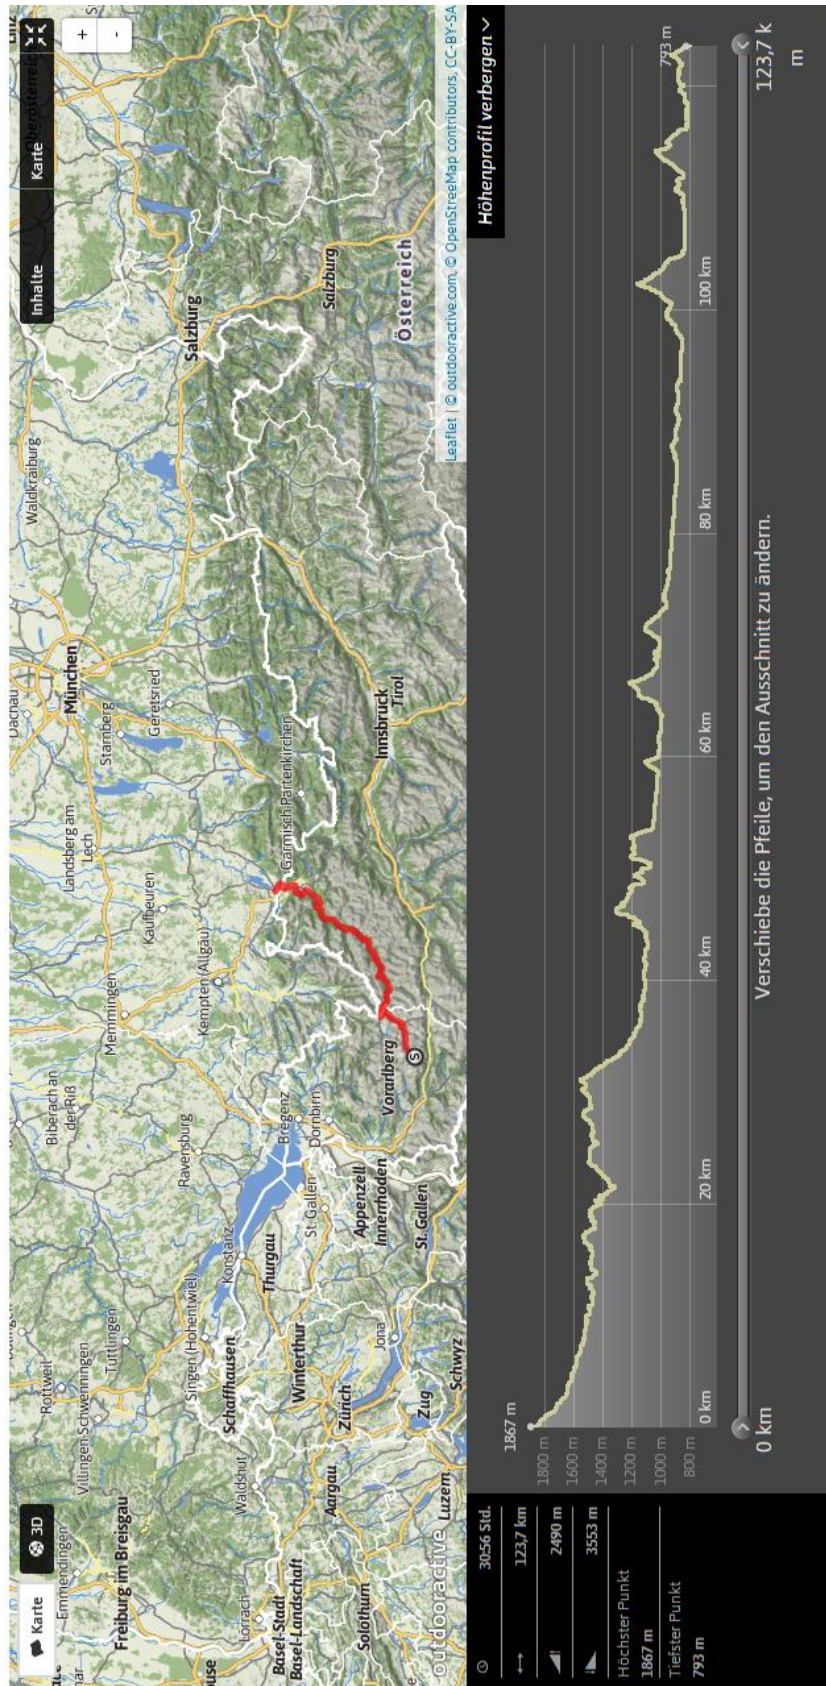 Karte
3D
Inhalte
Karte
Oberösterreic
Linz
+
-
Dachau
München
Waldkraiburg
Starnberg
Geretsried
Landsberg am
Lech
Kaufbeuren
Memmingen
Kempten (Allgäu)
Biberach an
der Riß
Ravensburg
Rottweil
Villingen-Schwenningen
Tuttlingen
Emmendingen
Freiburg im Breisgau
Singen (Hohentwiel)
Konstanz
Schaffhausen
Thurgau
Waldshut
Lörrach
Basel-Stadt
Basel-Landschaft
Aargau
Winterthur
Zürich
Solothurn
Luzern
Zug
Schwyz
Jona
St. Gallen
Appenzell
Innerrhoden
St. Gallen
Bregenz
Dornbirn
Vorarlberg
S
Garmisch-Partenkirchen
Innsbruck
Tirol
Salzburg
Salzburg
Österreich
outdooractive
Leaflet | © outdooractive.com, © OpenStreetMap contributors, CC-BY-SA
Höhenprofil verbergen
30:56 Std.
123,7 km
2490 m
3553 m
Höchster Punkt
1867 m
Tiefster Punkt
793 m
1867 m
793 m
1800 m
1600 m
1400 m
1200 m
1000 m
800 m
0 km
20 km
40 km
60 km
80 km
100 km
0 km
123,7 k
m
Verschiebe die Pfeile, um den Ausschnitt zu ändern.